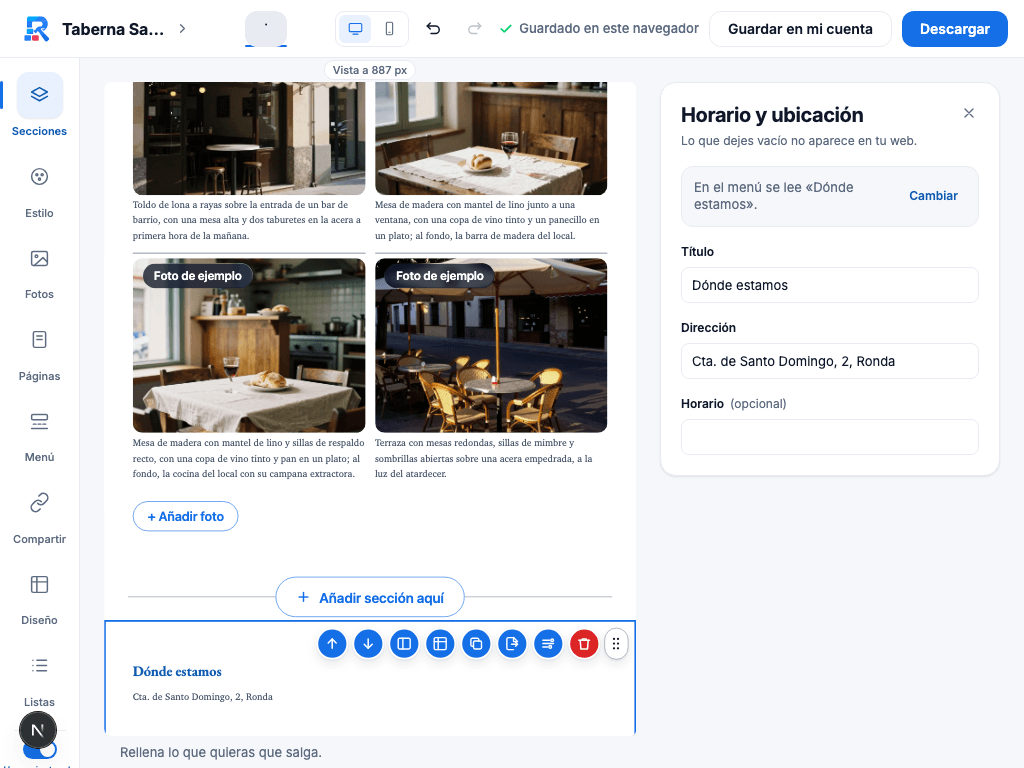 Taberna Sa...
Guardado en este navegador
Guardar en mi cuenta
Descargar
Vista a 887 px
Secciones
Estilo
Fotos
Páginas
Menú
Compartir
Diseño
Listas
N
Toldo de lona a rayas sobre la entrada de un bar de
barrio, con una mesa alta y dos taburetes en la acera a
primera hora de la mañana.
Mesa de madera con mantel de lino junto a una
ventana, con una copa de vino tinto y un panecillo en
un plato; al fondo, la barra de madera del local.
Foto de ejemplo
Foto de ejemplo
Mesa de madera con mantel de lino y sillas de respaldo
recto, con una copa de vino tinto y pan en un plato; al
fondo, la cocina del local con su campana extractora.
Terraza con mesas redondas, sillas de mimbre y
sombrillas abiertas sobre una acera empedrada, a la
luz del atardecer.
+ Añadir foto
+ Añadir sección aquí
Dónde estamos
Cta. de Santo Domingo, 2, Ronda
Rellena lo que quieras que salga.
Horario y ubicación
Lo que dejes vacío no aparece en tu web.
En el menú se lee «Dónde
estamos».
Cambiar
Título
Dónde estamos
Dirección
Cta. de Santo Domingo, 2, Ronda
Horario (opcional)